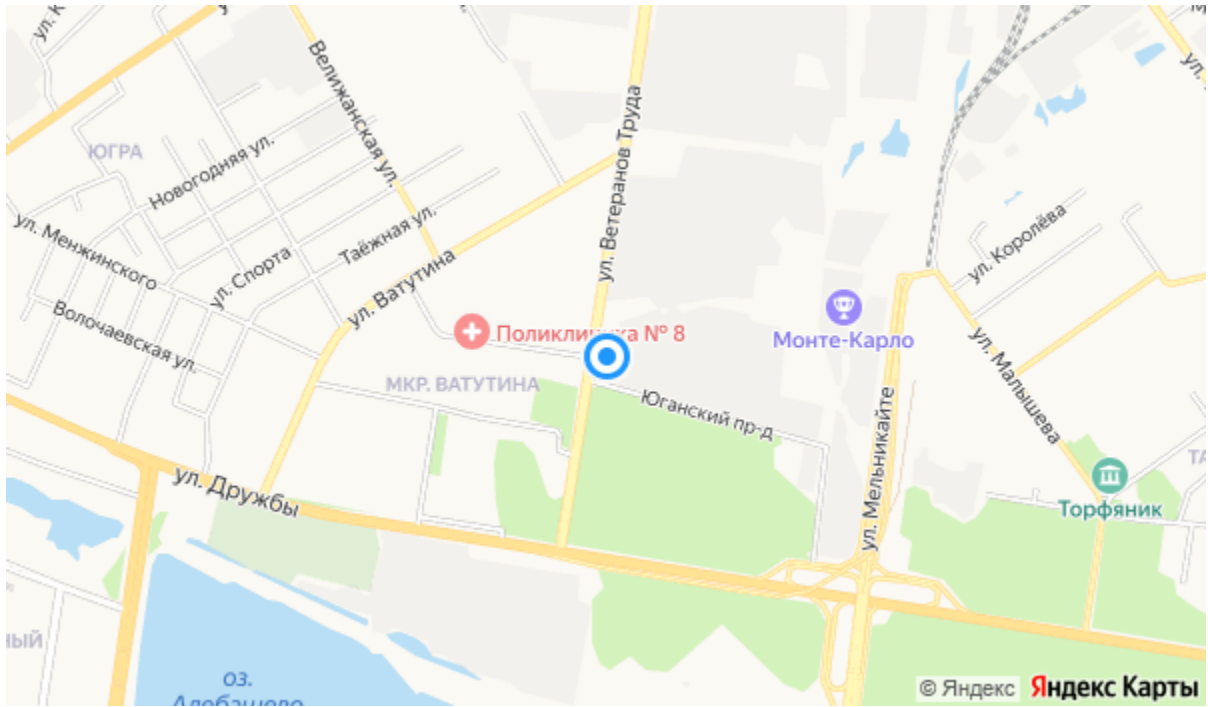 Велижанская ул.
ул. Ветеранов Труда
ЮГРА
Новогодняя ул.
ул. Менжинского
ул. Спорта
Таёжная ул.
ул. Ватутина
ул. Королёва
Волочаевская ул.
Поликлиника № 8
Монте-Карло
ул. Малышева
МКР. ВАТУТИНА
Юганский пр-д
ул. Мельникайте
ул. Дружбы
Торфяник
оз.
Алебашево
© Яндекс Яндекс Карты